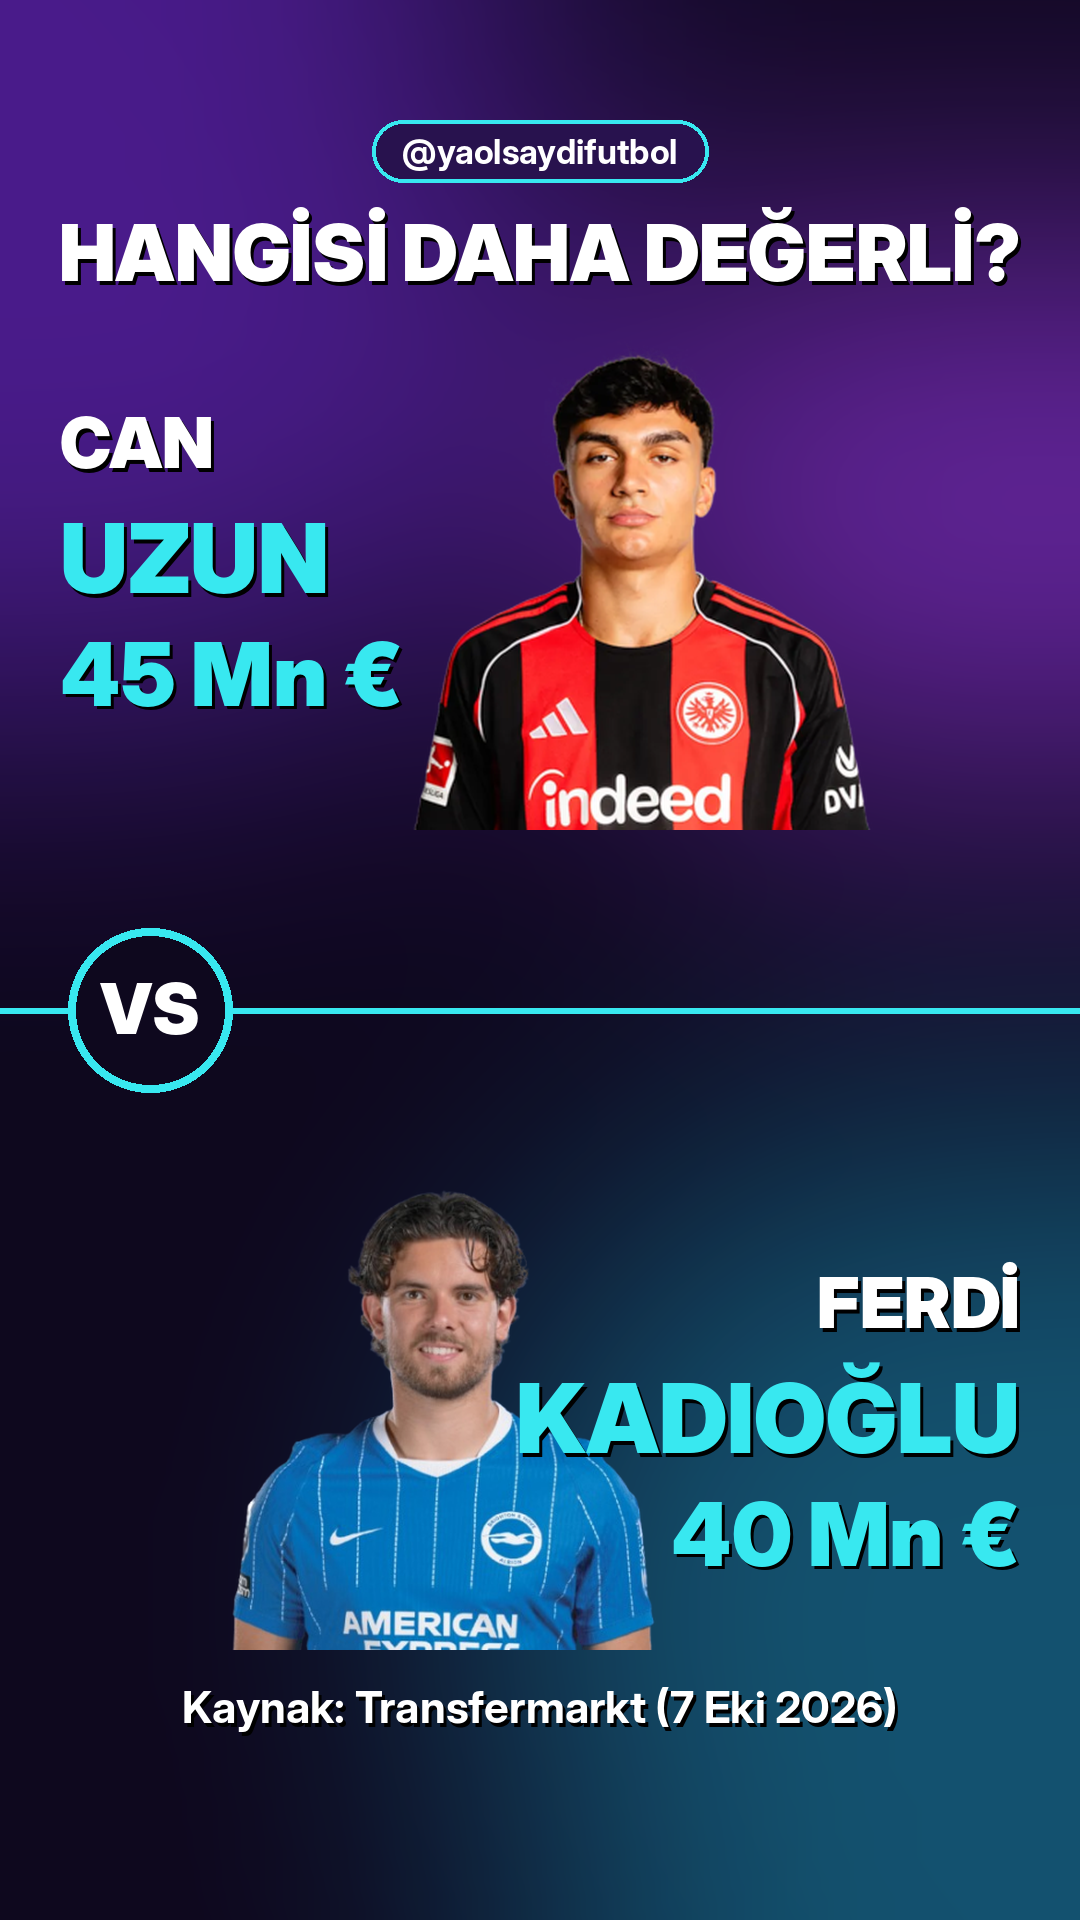 @yaolsaydifutbol
HANGİSİ DAHA DEĞERLİ?
CAN
UZUN
45 Mn €
indeed
VS
FERDİ
KADIOĞLU
40 Mn €
AMERICAN
EXPRESS
Kaynak: Transfermarkt (7 Eki 2026)